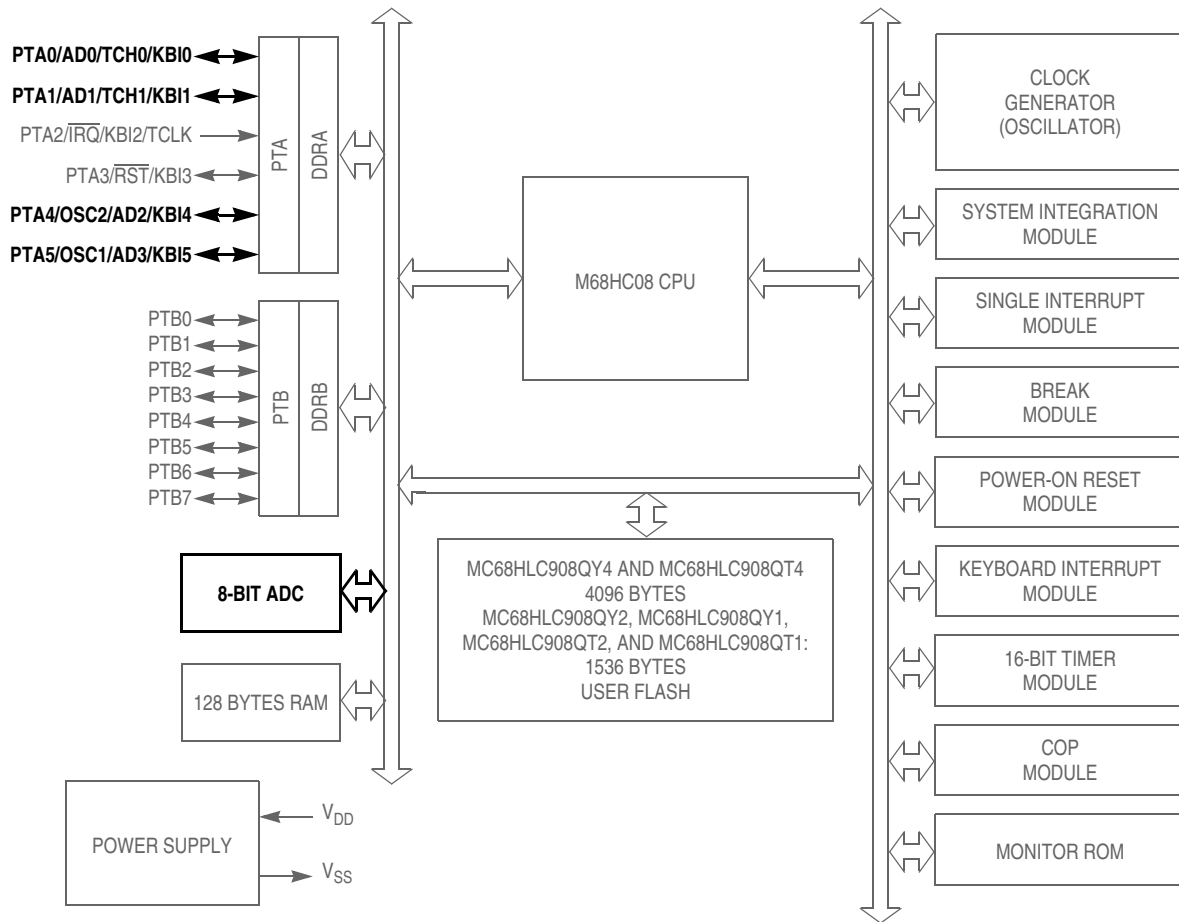 PTA0/AD0/TCH0/KBI0
PTA1/AD1/TCH1/KBI1
PTA2/IRQ/KBI2/TCLK
PTA3/RST/KBI3
PTA4/OSC2/AD2/KBI4
PTA5/OSC1/AD3/KBI5
PTA
DDRA
PTB0
PTB1
PTB2
PTB3
PTB4
PTB5
PTB6
PTB7
PTB
DDRB
8-BIT ADC
128 BYTES RAM
POWER SUPPLY
VDD
VSS
M68HC08 CPU
MC68HLC908QY4 AND MC68HLC908QT4
4096 BYTES
MC68HLC908QY2, MC68HLC908QY1,
MC68HLC908QT2, AND MC68HLC908QT1:
1536 BYTES
USER FLASH
CLOCK
GENERATOR
(OSCILLATOR)
SYSTEM INTEGRATION
MODULE
SINGLE INTERRUPT
MODULE
BREAK
MODULE
POWER-ON RESET
MODULE
KEYBOARD INTERRUPT
MODULE
16-BIT TIMER
MODULE
COP
MODULE
MONITOR ROM